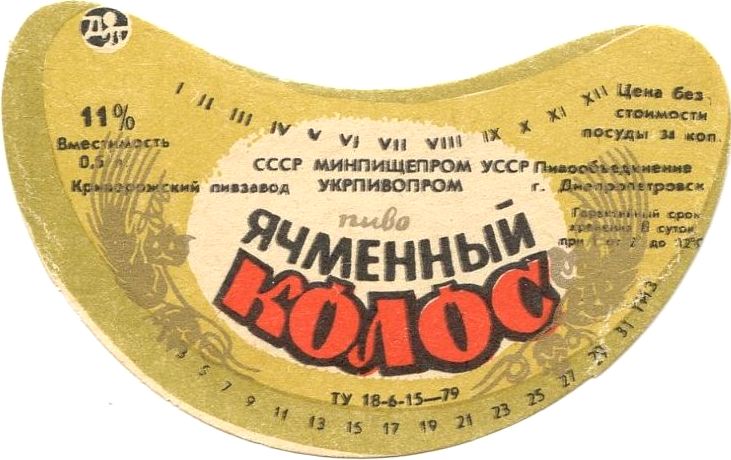 I II III IV V VI VII VIII IX X XI XII
11%
Вместимость
0,5 л
Криворожский пивзавод
СССР МИНПИЩЕПРОМ УССР
УКРПИВОПРОМ
Цена без
стоимости
посуды за коп.
Пивообъединение
г. Днепропетровск
Гарантийный срок
хранения 8 суток
при t от 2° до 12°С
пиво
ЯЧМЕННЫЙ
КОЛОС
ТУ 18-6-15—79
3 5 7 9 11 13 15 17 19 21 23 25 27 29 31